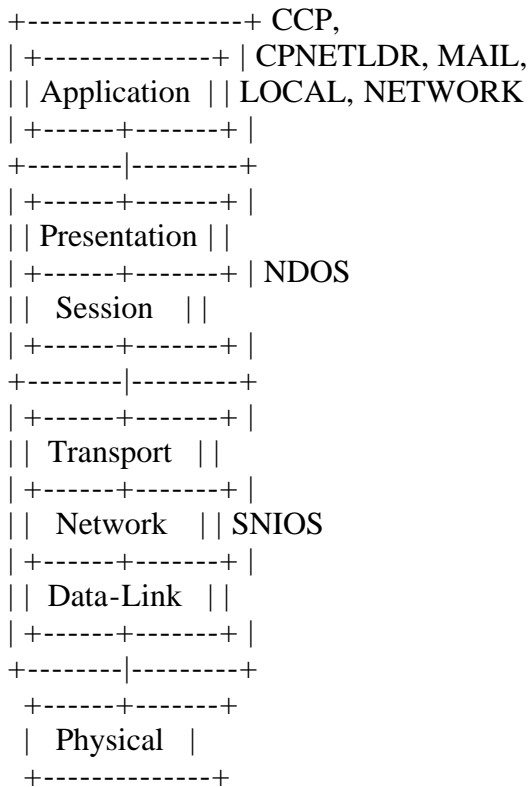 +-----------------+ CCP,
| +---------------+ | CPNETLDR, MAIL,
| | Application | | LOCAL, NETWORK
| +------+-------+ |
+--------|---------+
| +------+-------+ |
| | Presentation | |
| +------+-------+ | NDOS
| | Session | |
| +------+-------+ |
+--------|---------+
| +------+-------+ |
| | Transport | |
| +------+-------+ |
| | Network | | SNIOS
| +------+-------+ |
| | Data-Link | |
| +------+-------+ |
+--------|---------+
+------+-------+
| Physical |
+--------------+